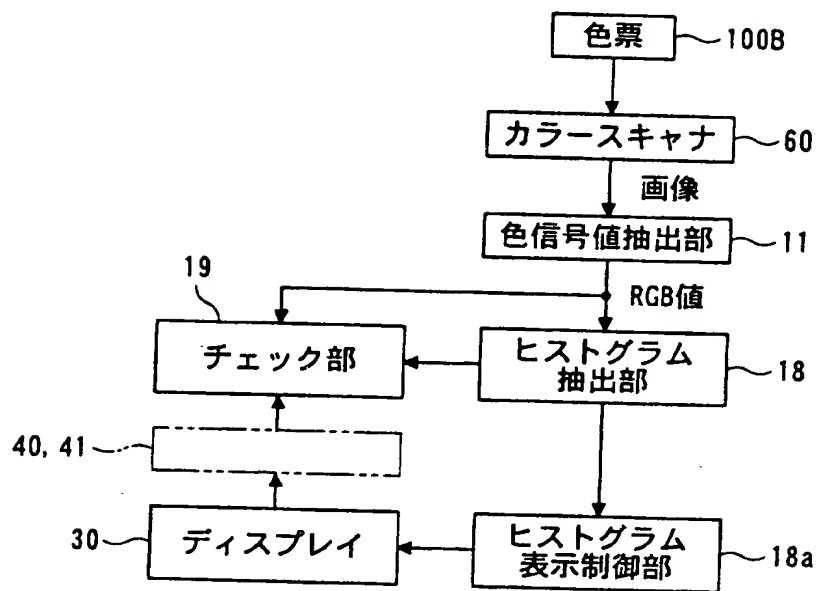 色票
100B
カラースキャナ
60
画像
色信号値抽出部
11
19
RGB値
チェック部
ヒストグラム
抽出部
18
40, 41
30
ディスプレイ
ヒストグラム
表示制御部
18a